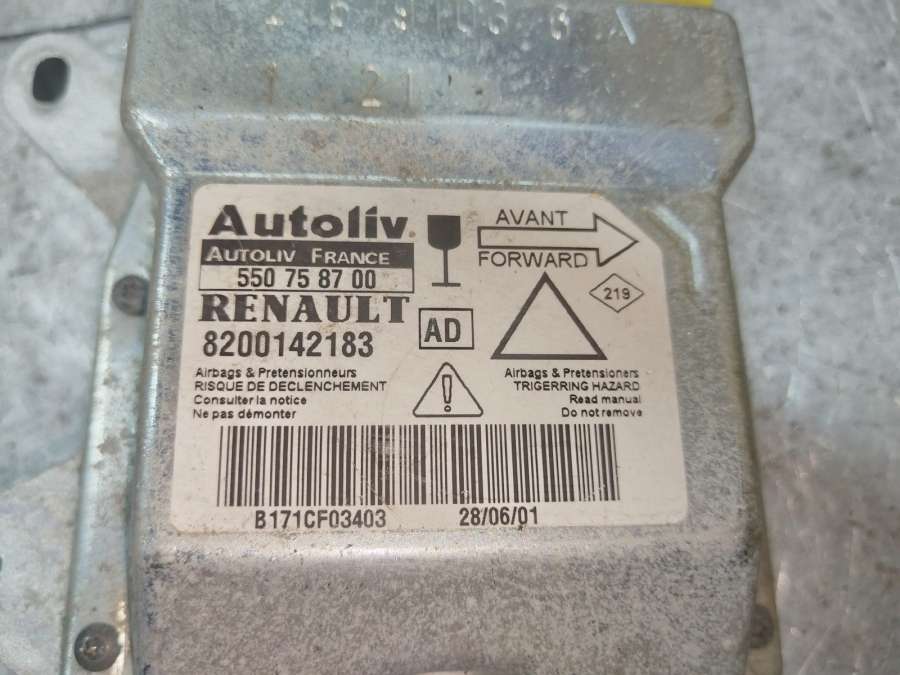 Autoliv
AUTOLIV FRANCE
550 75 87 00
RENAULT
8200142183
AD
AVANT
FORWARD
219
Airbags & Pretensionneurs
RISQUE DE DECLENCHEMENT
Consulter la notice
Ne pas démonter
Airbags & Pretensioners
TRIGERRING HAZARD
Read manual
Do not remove
B171CF03403
28/06/01